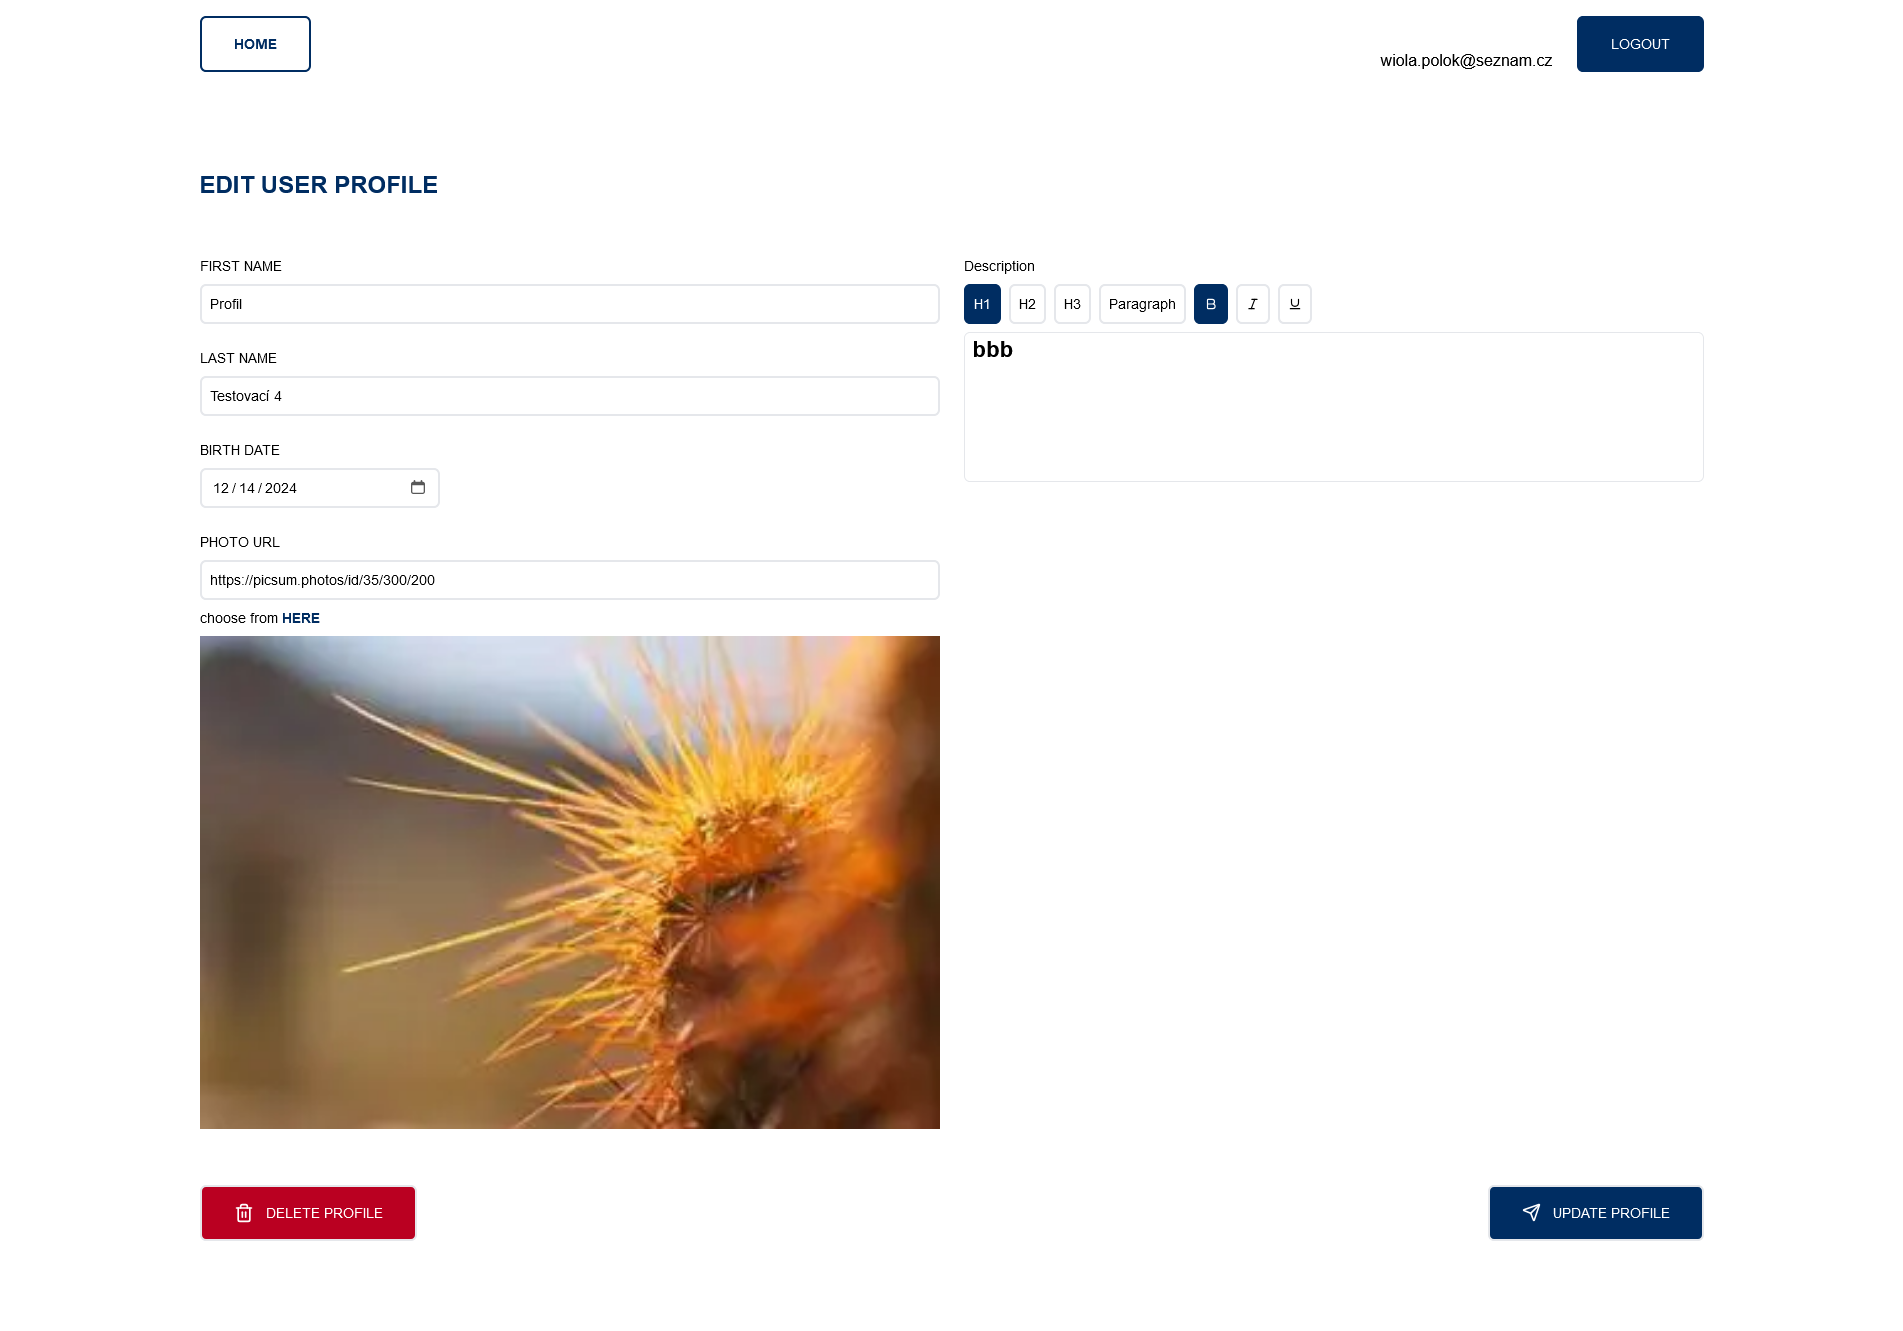 HOME
wiola.polok@seznam.cz
LOGOUT
EDIT USER PROFILE
FIRST NAME
Profil
LAST NAME
Testovací 4
BIRTH DATE
12 / 14 / 2024
PHOTO URL
https://picsum.photos/id/35/300/200
choose from HERE
Description
H1 H2 H3 Paragraph B I U
bbb
DELETE PROFILE
UPDATE PROFILE